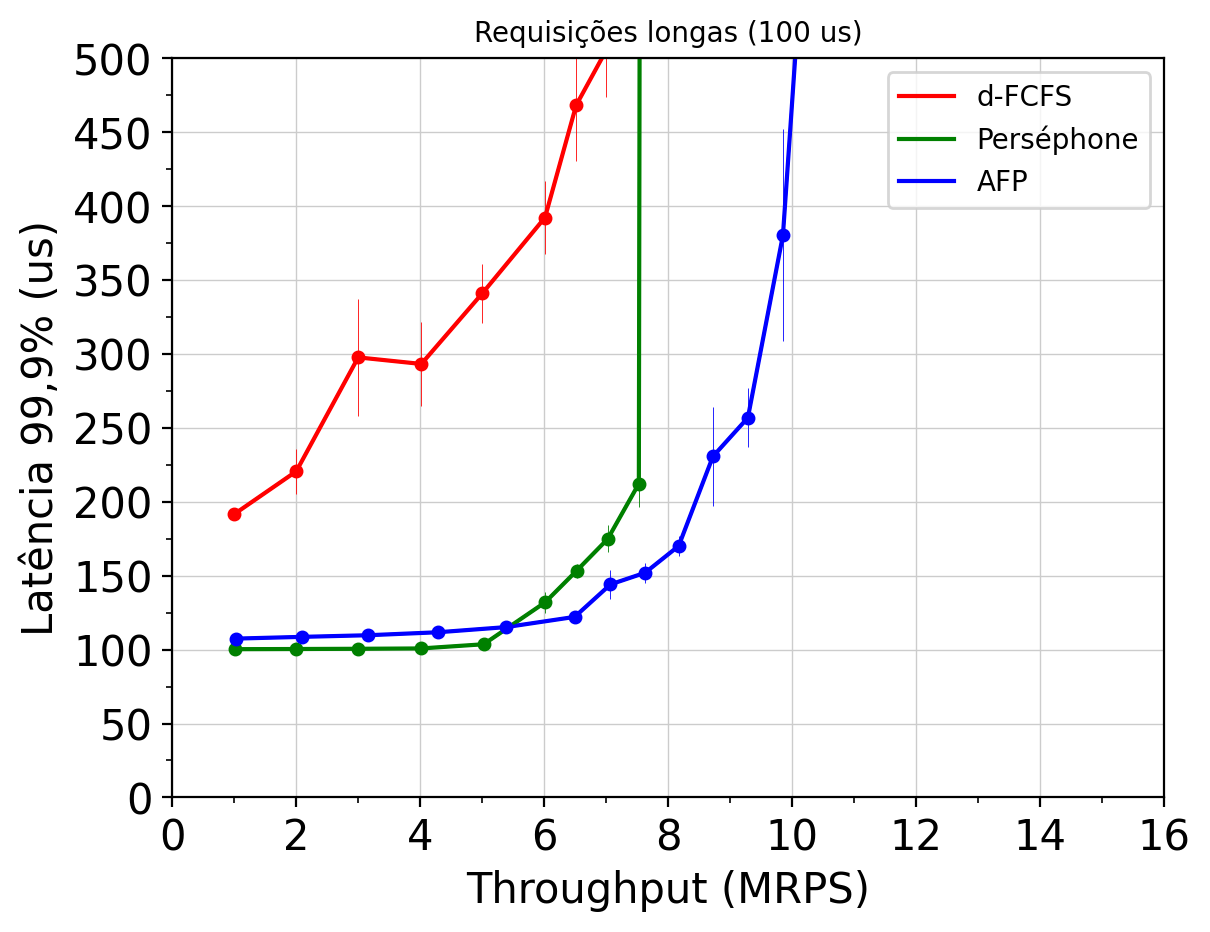 Requisições longas (100 us)
d-FCFS
Perséphone
AFP
500
450
400
350
300
250
200
150
100
50
0
Latência 99,9% (us)
0 2 4 6 8 10 12 14 16
Throughput (MRPS)